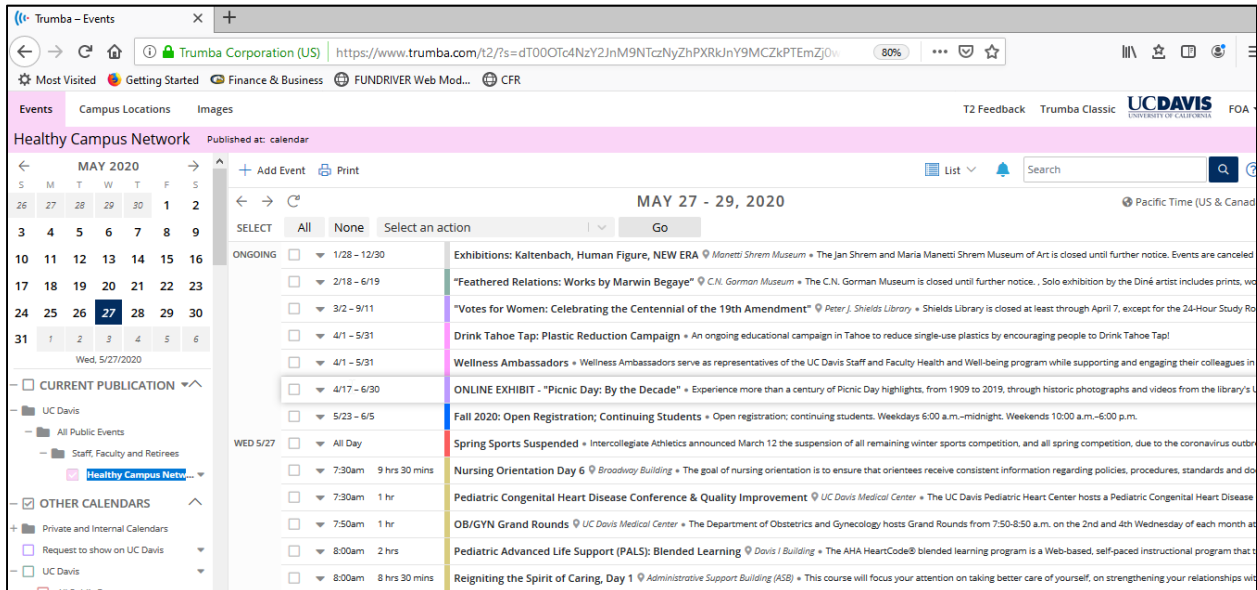 Trumba – Events
Trumba Corporation (US) https://www.trumba.com/t2/?s=dT00OTc4NzY2JnM9NTczNyZhPXRkJnY9MCZkPTEmZj0w 80%
Most Visited Getting Started Finance & Business FUNDRIVER Web Mod... CFR
Events Campus Locations Images T2 Feedback Trumba Classic UCDAVIS FOA
UNIVERSITY OF CALIFORNIA
Healthy Campus Network Published at: calendar
MAY 2020
S M T W T F S
26 27 28 29 30 1 2
3 4 5 6 7 8 9
10 11 12 13 14 15 16
17 18 19 20 21 22 23
24 25 26 27 28 29 30
31 1 2 3 4 5 6
Wed, 5/27/2020
CURRENT PUBLICATION
UC Davis
All Public Events
Staff, Faculty and Retirees
Healthy Campus Netw...
OTHER CALENDARS
Private and Internal Calendars
Request to show on UC Davis
UC Davis
+ Add Event Print List Search
MAY 27 - 29, 2020 Pacific Time (US & Canad
SELECT All None Select an action Go
ONGOING 1/28 – 12/30 Exhibitions: Kaltenbach, Human Figure, NEW ERA Manetti Shrem Museum • The Jan Shrem and Maria Manetti Shrem Museum of Art is closed until further notice. Events are canceled
2/18 – 6/19 "Feathered Relations: Works by Marwin Begaye" C.N. Gorman Museum • The C.N. Gorman Museum is closed until further notice. , Solo exhibition by the Diné artist includes prints, wo
3/2 – 9/11 "Votes for Women: Celebrating the Centennial of the 19th Amendment" Peter J. Shields Library • Shields Library is closed at least through April 7, except for the 24-Hour Study Ro
4/1 – 5/31 Drink Tahoe Tap: Plastic Reduction Campaign • An ongoing educational campaign in Tahoe to reduce single-use plastics by encouraging people to Drink Tahoe Tap!
4/1 – 5/31 Wellness Ambassadors • Wellness Ambassadors serve as representatives of the UC Davis Staff and Faculty Health and Well-being program while supporting and engaging their colleagues in
4/17 – 6/30 ONLINE EXHIBIT - "Picnic Day: By the Decade" • Experience more than a century of Picnic Day highlights, from 1909 to 2019, through historic photographs and videos from the library's U
5/23 – 6/5 Fall 2020: Open Registration; Continuing Students • Open registration; continuing students. Weekdays 6:00 a.m.–midnight. Weekends 10:00 a.m.–6:00 p.m.
WED 5/27 All Day Spring Sports Suspended • Intercollegiate Athletics announced March 12 the suspension of all remaining winter sports competition, and all spring competition, due to the coronavirus outbr
7:30am 9 hrs 30 mins Nursing Orientation Day 6 Broadway Building • The goal of nursing orientation is to ensure that orientees receive consistent information regarding policies, procedures, standards and do
7:30am 1 hr Pediatric Congenital Heart Disease Conference & Quality Improvement UC Davis Medical Center • The UC Davis Pediatric Heart Center hosts a Pediatric Congenital Heart Disease
7:50am 1 hr OB/GYN Grand Rounds UC Davis Medical Center • The Department of Obstetrics and Gynecology hosts Grand Rounds from 7:50-8:50 a.m. on the 2nd and 4th Wednesday of each month at
8:00am 2 hrs Pediatric Advanced Life Support (PALS): Blended Learning Davis I Building • The AHA HeartCode® blended learning program is a Web-based, self-paced instructional program that t
8:00am 8 hrs 30 mins Reigniting the Spirit of Caring, Day 1 Administrative Support Building (ASB) • This course will focus your attention on taking better care of yourself, on strengthening your relationships wit